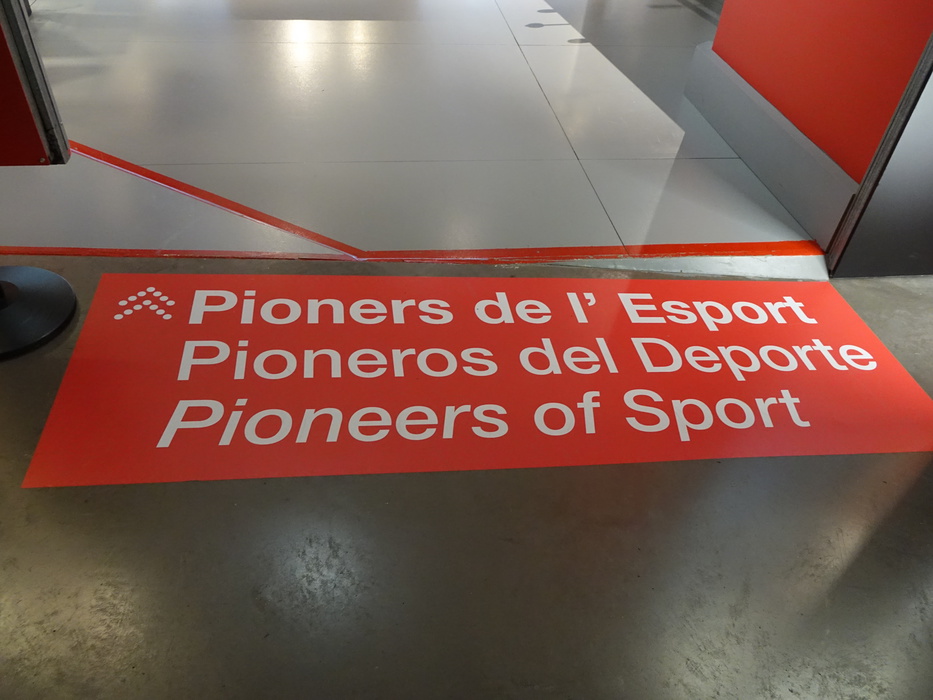 Pioners de l' Esport
Pioneros del Deporte
Pioneers of Sport